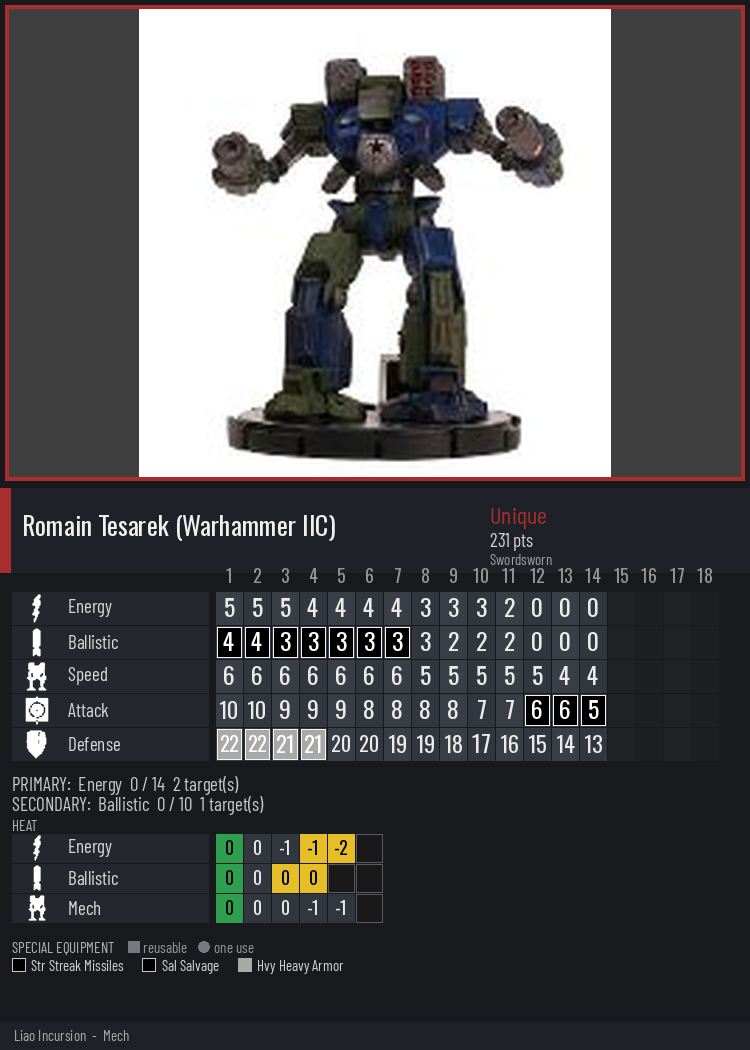 Romain Tesarek (Warhammer IIC)
Unique
231 pts
Swordsworn
1 2 3 4 5 6 7 8 9 10 11 12 13 14 15 16 17 18
Energy 5 5 5 4 4 4 4 3 3 3 2 0 0 0
Ballistic 4 4 3 3 3 3 3 3 2 2 2 0 0 0
Speed 6 6 6 6 6 6 6 5 5 5 5 5 4 4
Attack 10 10 9 9 9 8 8 8 8 7 7 6 6 5
Defense 22 22 21 21 20 20 19 19 18 17 16 15 14 13
PRIMARY: Energy 0 / 14 2 target(s)
SECONDARY: Ballistic 0 / 10 1 target(s)
HEAT
Energy 0 0 -1 -1 -2
Ballistic 0 0 0 0
Mech 0 0 0 -1 -1
SPECIAL EQUIPMENT reusable one use
Str Streak Missiles Sal Salvage Hvy Heavy Armor
Liao Incursion - Mech